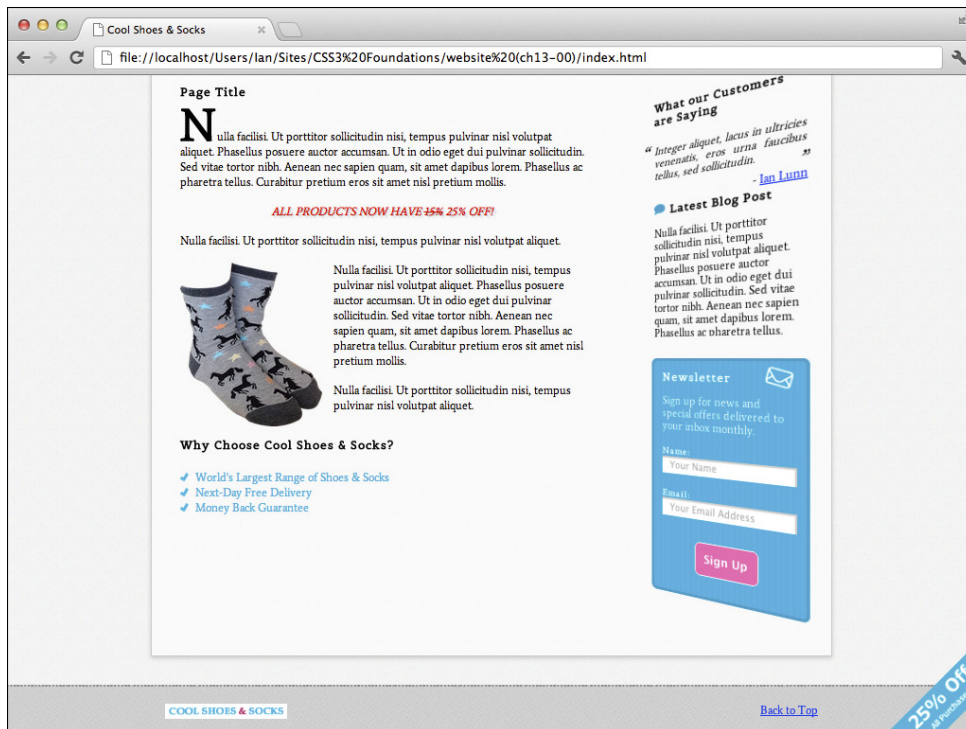 Cool Shoes & Socks
file://localhost/Users/Ian/Sites/CSS3%20Foundations/website%20(ch13-00)/index.html
Page Title
Nulla facilisi. Ut porttitor sollicitudin nisi, tempus pulvinar nisl volutpat
aliquet. Phasellus posuere auctor accumsan. Ut in odio eget dui pulvinar sollicitudin.
Sed vitae tortor nibh. Aenean nec sapien quam, sit amet dapibus lorem. Phasellus ac
pharetra tellus. Curabitur pretium eros sit amet nisl pretium mollis.
ALL PRODUCTS NOW HAVE 15% 25% OFF!
Nulla facilisi. Ut porttitor sollicitudin nisi, tempus pulvinar nisl volutpat aliquet.
Nulla facilisi. Ut porttitor sollicitudin nisi, tempus
pulvinar nisl volutpat aliquet. Phasellus posuere
auctor accumsan. Ut in odio eget dui pulvinar
sollicitudin. Sed vitae tortor nibh. Aenean nec
sapien quam, sit amet dapibus lorem. Phasellus ac
pharetra tellus. Curabitur pretium eros sit amet nisl
pretium mollis.
Nulla facilisi. Ut porttitor sollicitudin nisi, tempus
pulvinar nisl volutpat aliquet.
Why Choose Cool Shoes & Socks?
World's Largest Range of Shoes & Socks
Next-Day Free Delivery
Money Back Guarantee
What our Customers
are Saying
“ Integer aliquet, lacus in ultricies
venenatis, eros urna faucibus
tellus, sed sollicitudin. ”
- Ian Lunn
Latest Blog Post
Nulla facilisi. Ut porttitor
sollicitudin nisi, tempus
pulvinar nisl volutpat aliquet.
Phasellus posuere auctor
accumsan. Ut in odio eget dui
pulvinar sollicitudin. Sed vitae
tortor nibh. Aenean nec sapien
quam, sit amet dapibus lorem.
Phasellus ac pharetra tellus.
Newsletter
Sign up for news and
special offers delivered to
your inbox monthly.
Name:
Your Name
Email:
Your Email Address
Sign Up
COOL SHOES & SOCKS
Back to Top
25% Off
All Purchase